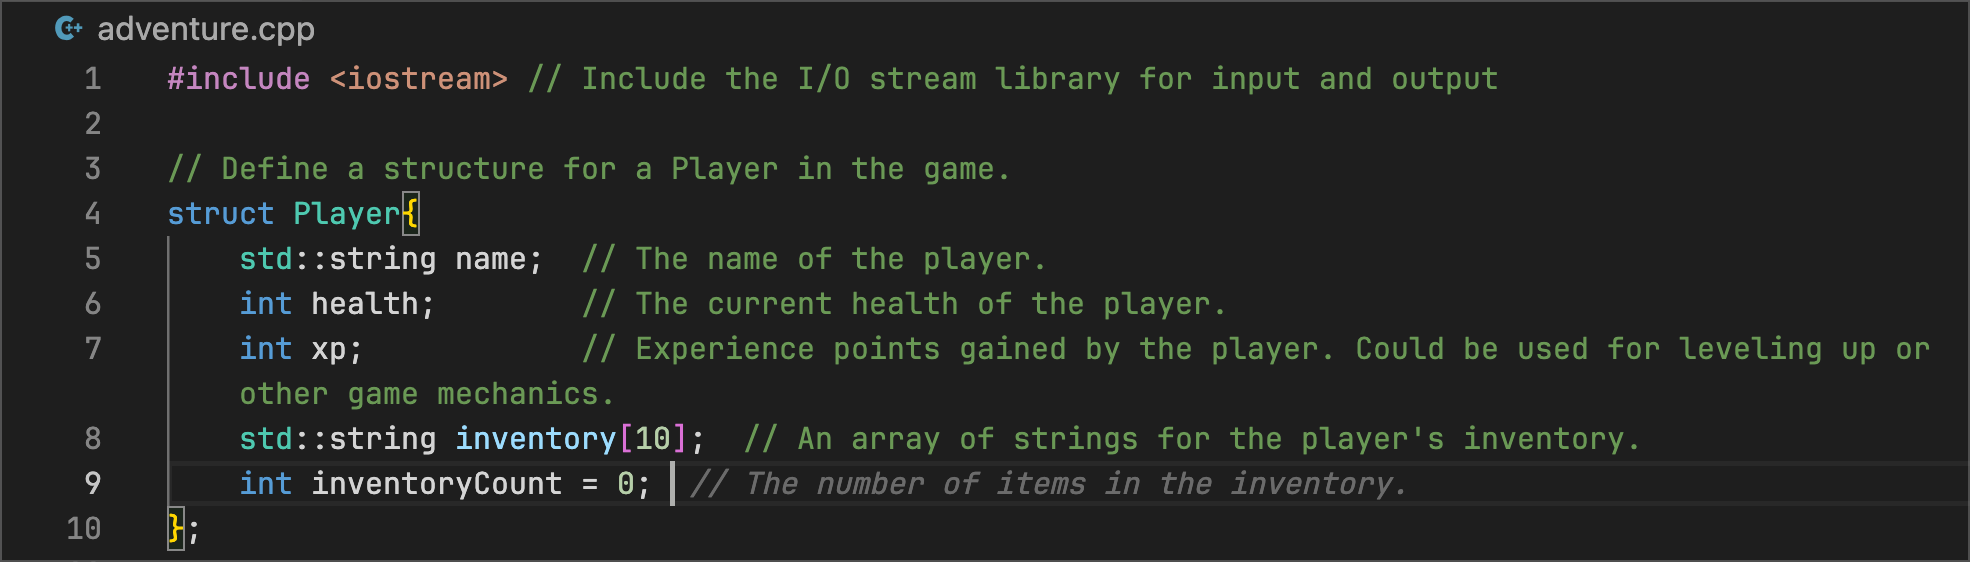 adventure.cpp
1 #include <iostream> // Include the I/O stream library for input and output
2
3 // Define a structure for a Player in the game.
4 struct Player{
5     std::string name;  // The name of the player.
6     int health;        // The current health of the player.
7     int xp;            // Experience points gained by the player. Could be used for leveling up or
other game mechanics.
8     std::string inventory[10];  // An array of strings for the player's inventory.
9     int inventoryCount = 0;  // The number of items in the inventory.
10 };